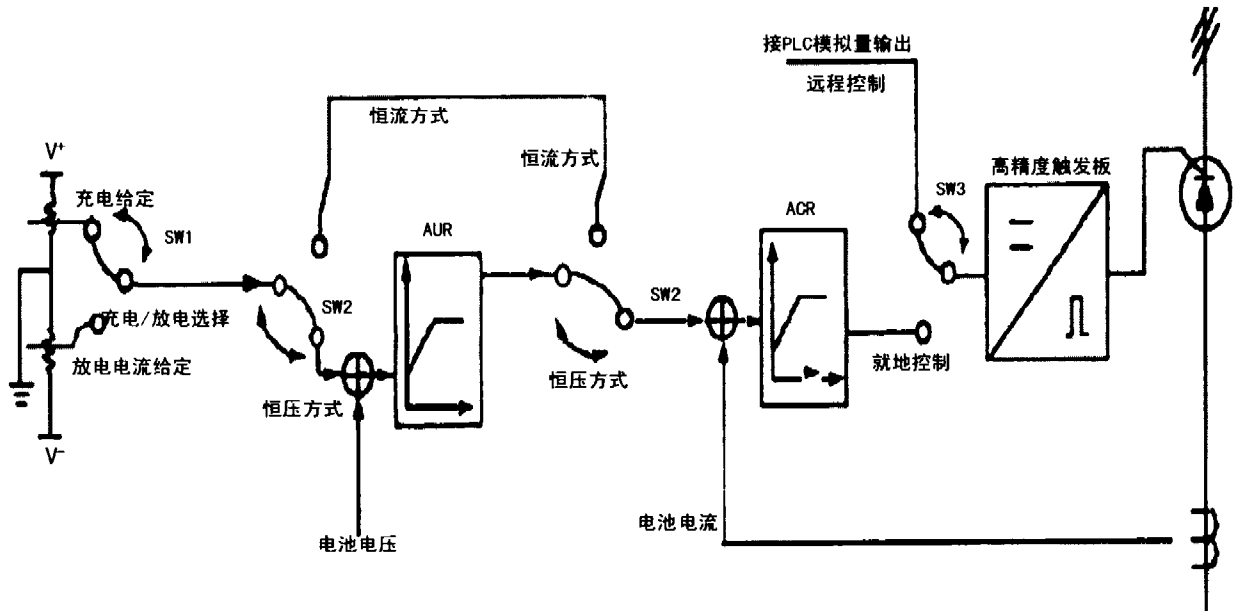 接PLC模拟量输出
远程控制
恒流方式
恒流方式
V+
充电给定
SW1
AUR
ACR
SW3
高精度触发板
SW2
SW2
充电/放电选择
放电电流给定
恒压方式
恒压方式
就地控制
V-
电池电压
电池电流